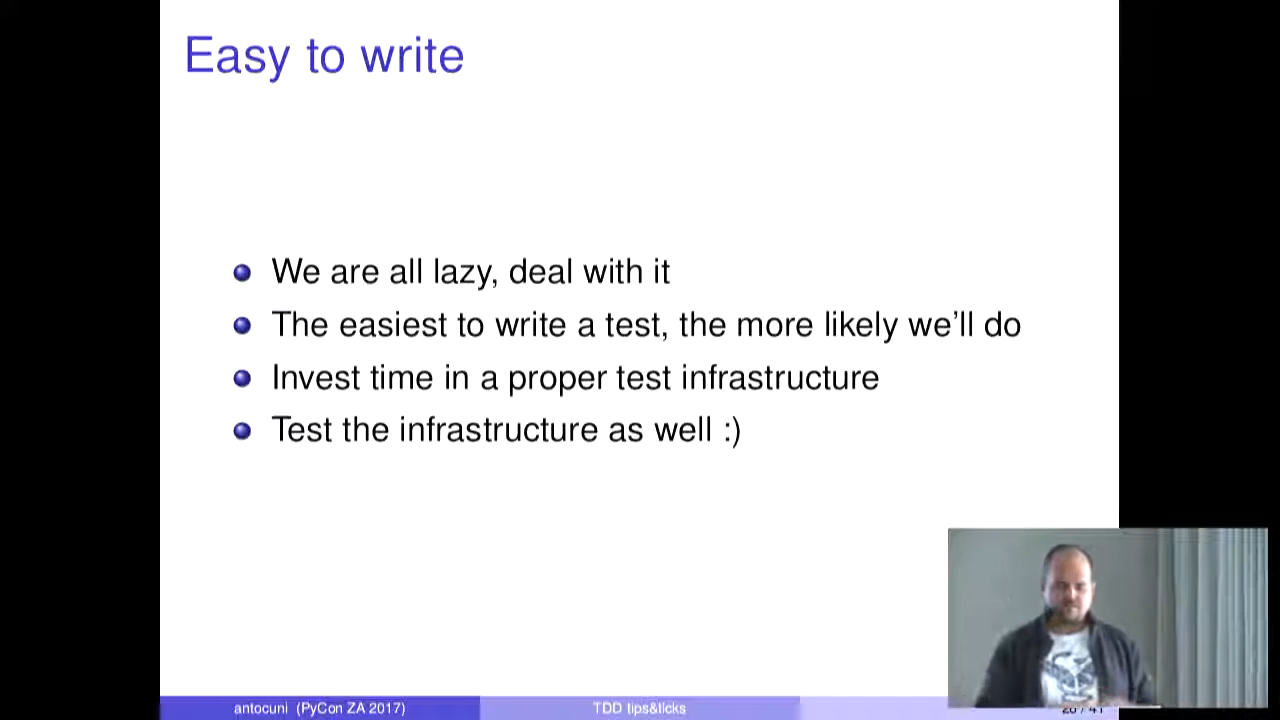 Easy to write
We are all lazy, deal with it
The easiest to write a test, the more likely we'll do
Invest time in a proper test infrastructure
Test the infrastructure as well :)
antocuni (PyCon ZA 2017)
TDD tips&tricks